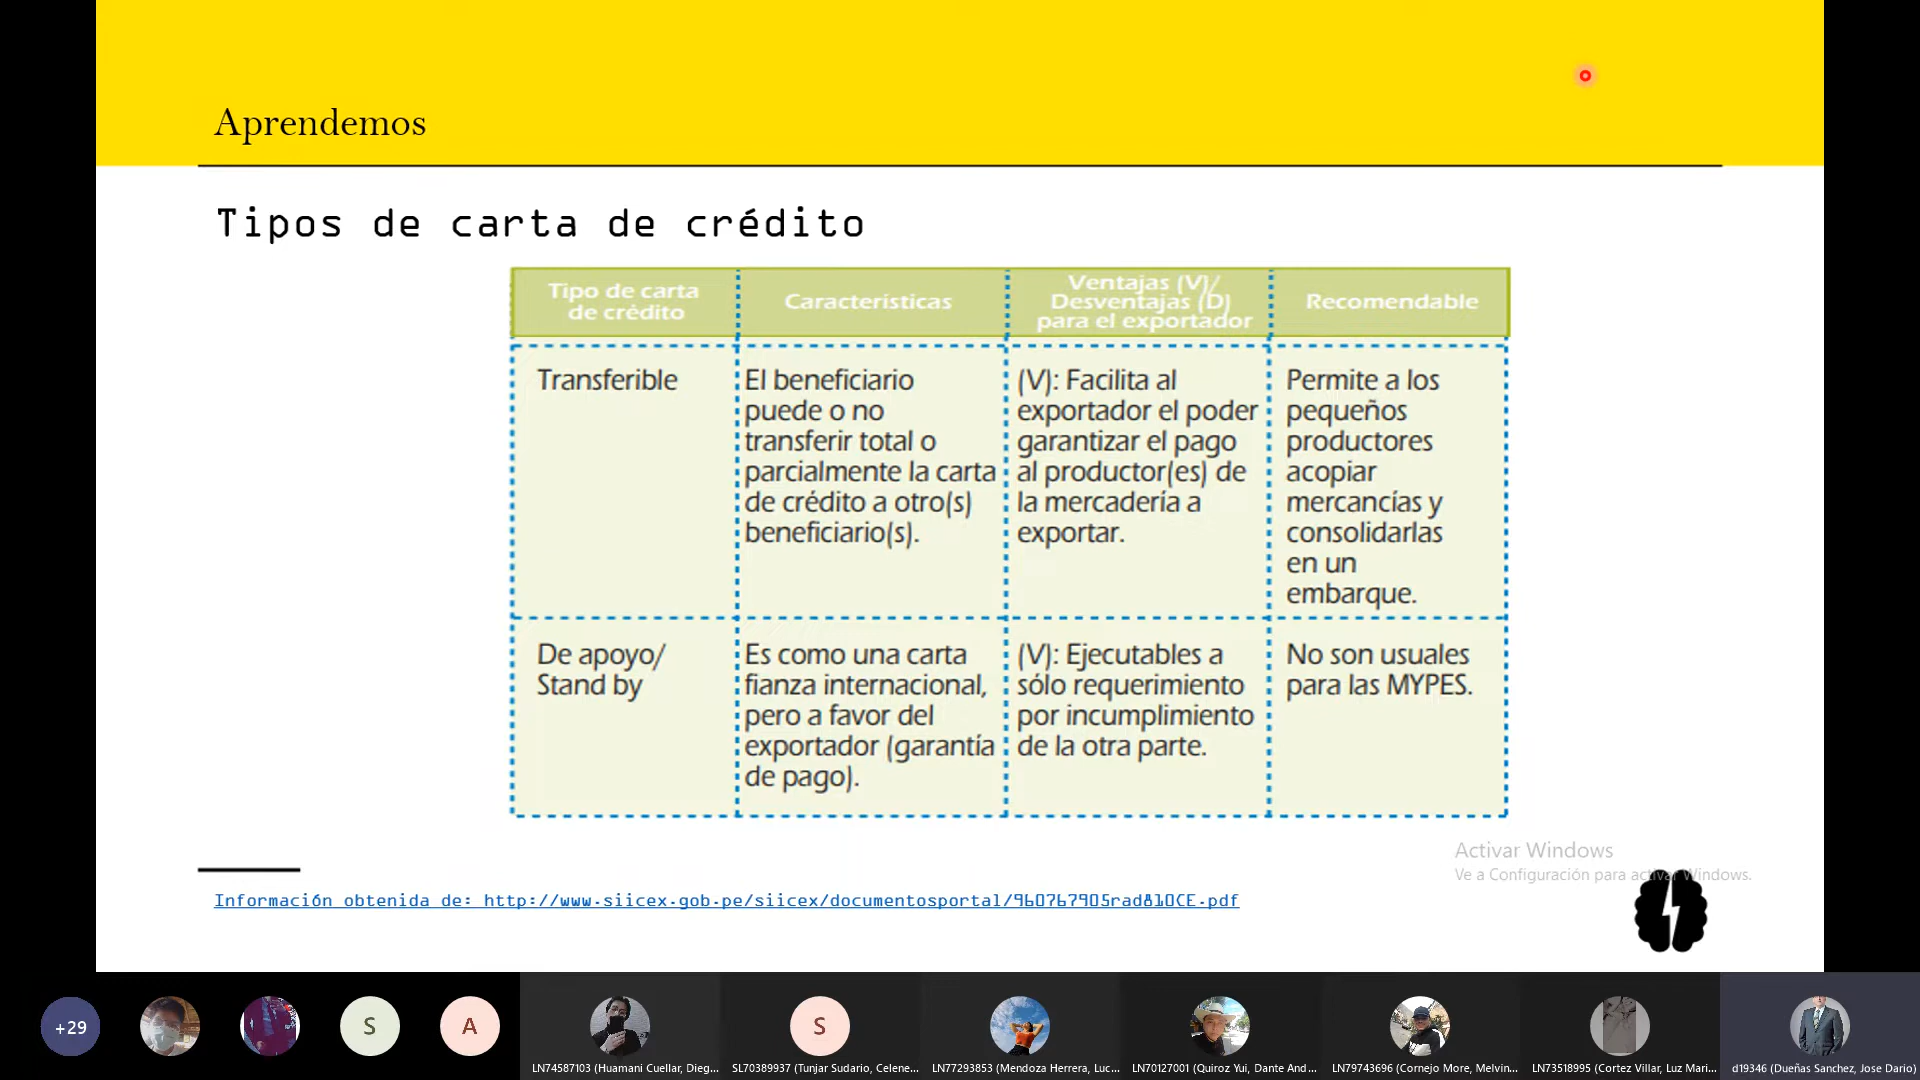 Aprendemos
Tipos de carta de crédito
Tipo de carta
de crédito
Características
Ventajas (V)/
Desventajas (D)
para el exportador
Recomendable
Transferible
El beneficiario
puede o no
transferir total o
parcialmente la carta
de crédito a otro(s)
beneficiario(s).
(V): Facilita al
exportador el poder
garantizar el pago
al productor(es) de
la mercadería a
exportar.
Permite a los
pequeños
productores
acopiar
mercancías y
consolidarlas
en un
embarque.
De apoyo/
Stand by
Es como una carta
fianza internacional,
pero a favor del
exportador (garantía
de pago).
(V): Ejecutables a
sólo requerimiento
por incumplimiento
de la otra parte.
No son usuales
para las MYPES.
Activar Windows
Ve a Configuración para activar Windows.
Información obtenida de: http://www.siicex.gob.pe/siicex/documentosportal/960767905rad810CE.pdf
+29
S
A
S
LN74587103 (Huamani Cuellar, Dieg...
SL70389937 (Tunjar Sudario, Celene...
LN77293853 (Mendoza Herrera, Luc...
LN70127001 (Quiroz Yui, Dante And...
LN79743696 (Cornejo More, Melvin...
LN73518995 (Cortez Villar, Luz Mari...
d19346 (Dueñas Sanchez, Jose Dario)